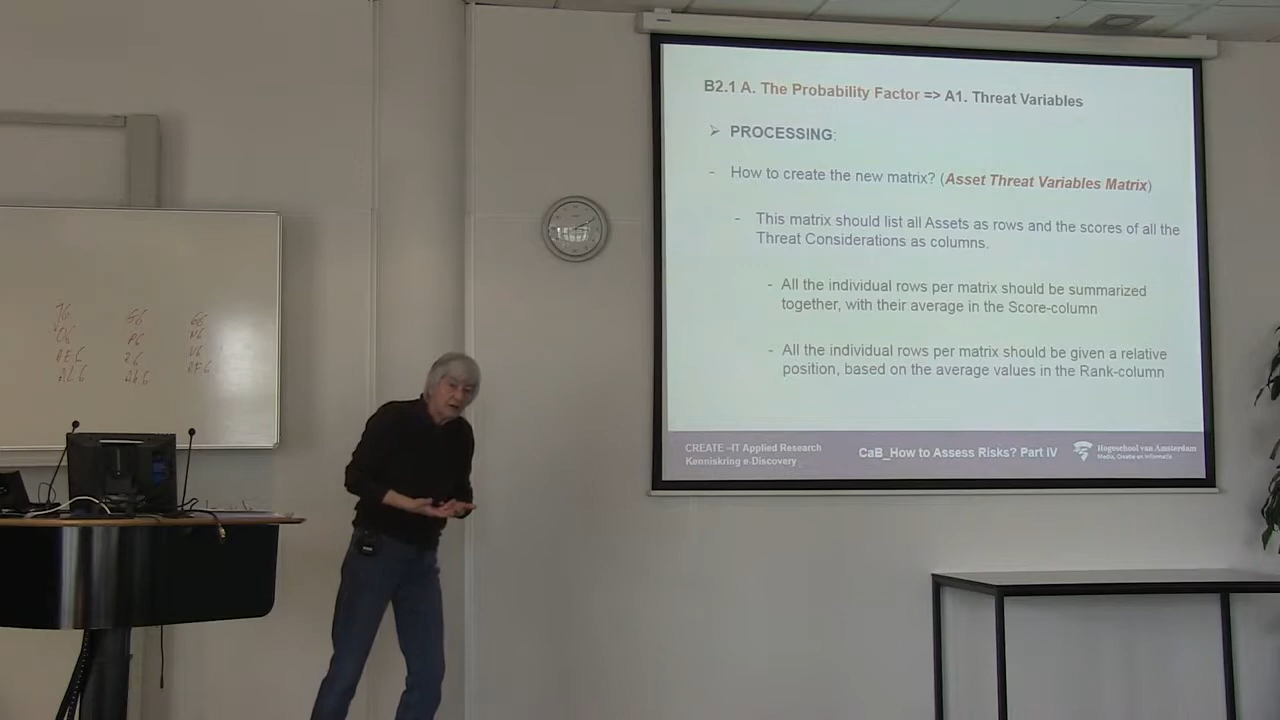 B2.1 A. The Probability Factor => A1. Threat Variables
➢ PROCESSING:
- How to create the new matrix? (Asset Threat Variables Matrix)
- This matrix should list all Assets as rows and the scores of all the
Threat Considerations as columns.
- All the individual rows per matrix should be summarized
together, with their average in the Score-column
- All the individual rows per matrix should be given a relative
position, based on the average values in the Rank-column
CREATE–IT Applied Research
Kenniskring e-Discovery
CaB_How to Assess Risks? Part IV
Hogeschool van Amsterdam
Media, Creatie en Informatie